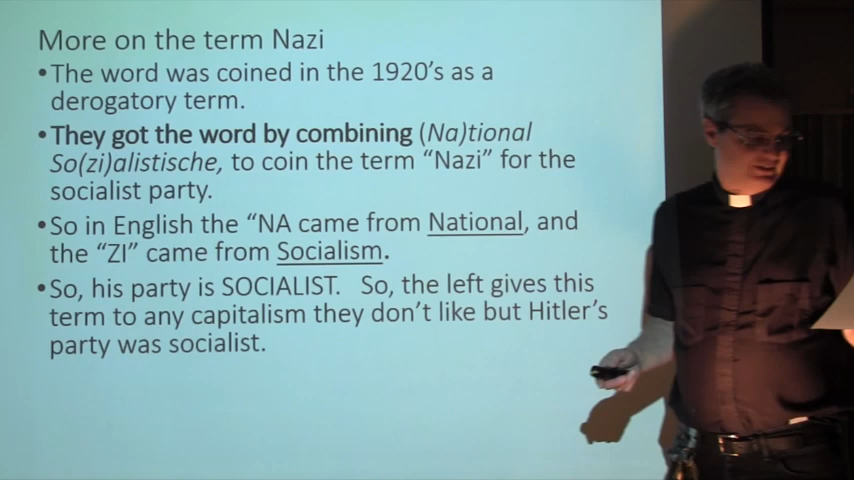 More on the term Nazi
•The word was coined in the 1920's as a
derogatory term.
•They got the word by combining (Na)tional
So(zi)alistische, to coin the term “Nazi” for the
socialist party.
•So in English the “NA came from National, and
the “ZI” came from Socialism.
•So, his party is SOCIALIST.   So, the left gives this
term to any capitalism they don't like but Hitler's
party was socialist.